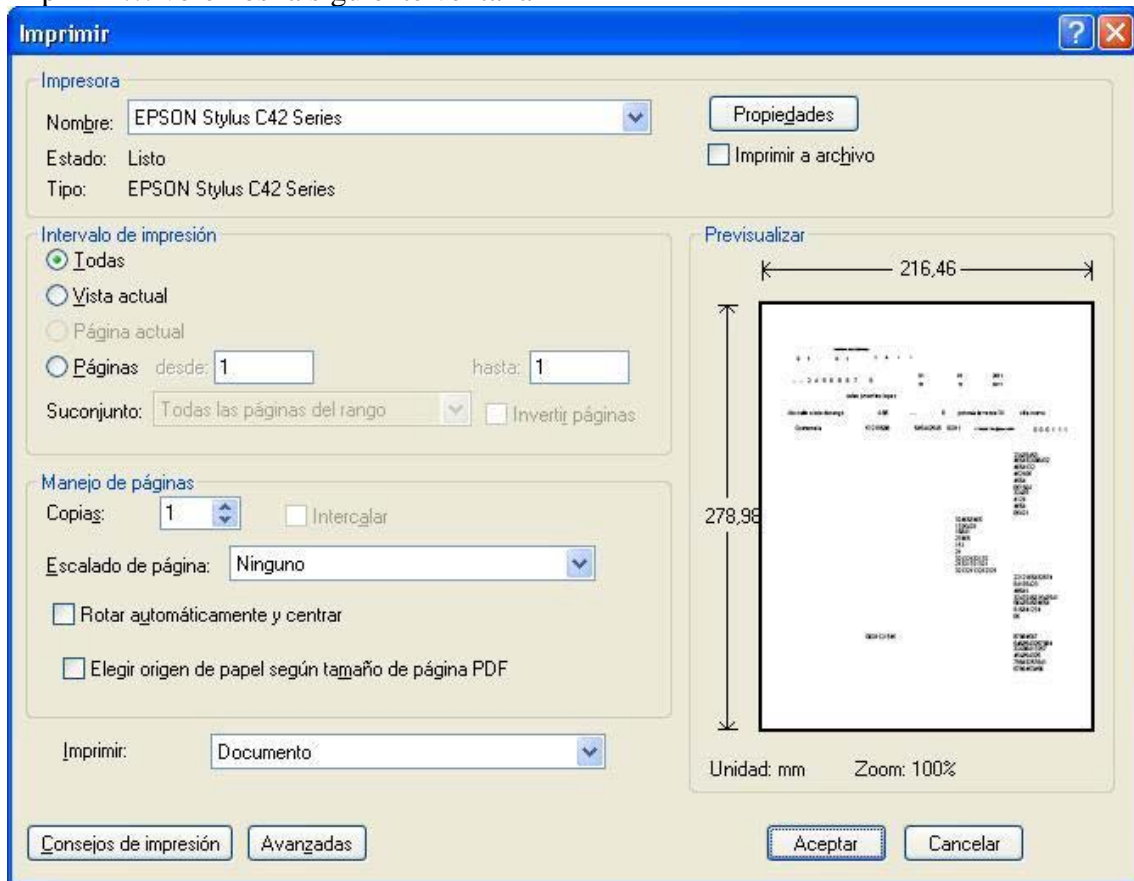 Imprimir
Impresora
Nombre: EPSON Stylus C42 Series
Propiedades
Estado: Listo
Imprimir a archivo
Tipo: EPSON Stylus C42 Series
Intervalo de impresión
Todas
Vista actual
Página actual
Páginas desde: 1 hasta: 1
Suconjunto: Todas las páginas del rango Invertir páginas
Manejo de páginas
Copias: 1 Intercalar
Escalado de página: Ninguno
Rotar automáticamente y centrar
Elegir origen de papel según tamaño de página PDF
Imprimir: Documento
Previsualizar
216,46
278,98
Unidad: mm Zoom: 100%
Consejos de impresión Avanzadas Aceptar Cancelar